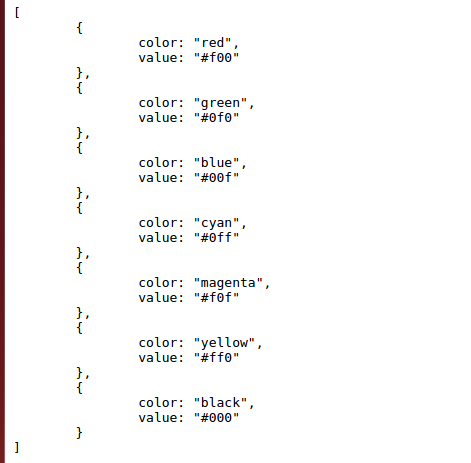 [
	{
		color: "red",
		value: "#f00"
	},
	{
		color: "green",
		value: "#0f0"
	},
	{
		color: "blue",
		value: "#00f"
	},
	{
		color: "cyan",
		value: "#0ff"
	},
	{
		color: "magenta",
		value: "#f0f"
	},
	{
		color: "yellow",
		value: "#ff0"
	},
	{
		color: "black",
		value: "#000"
	}
]